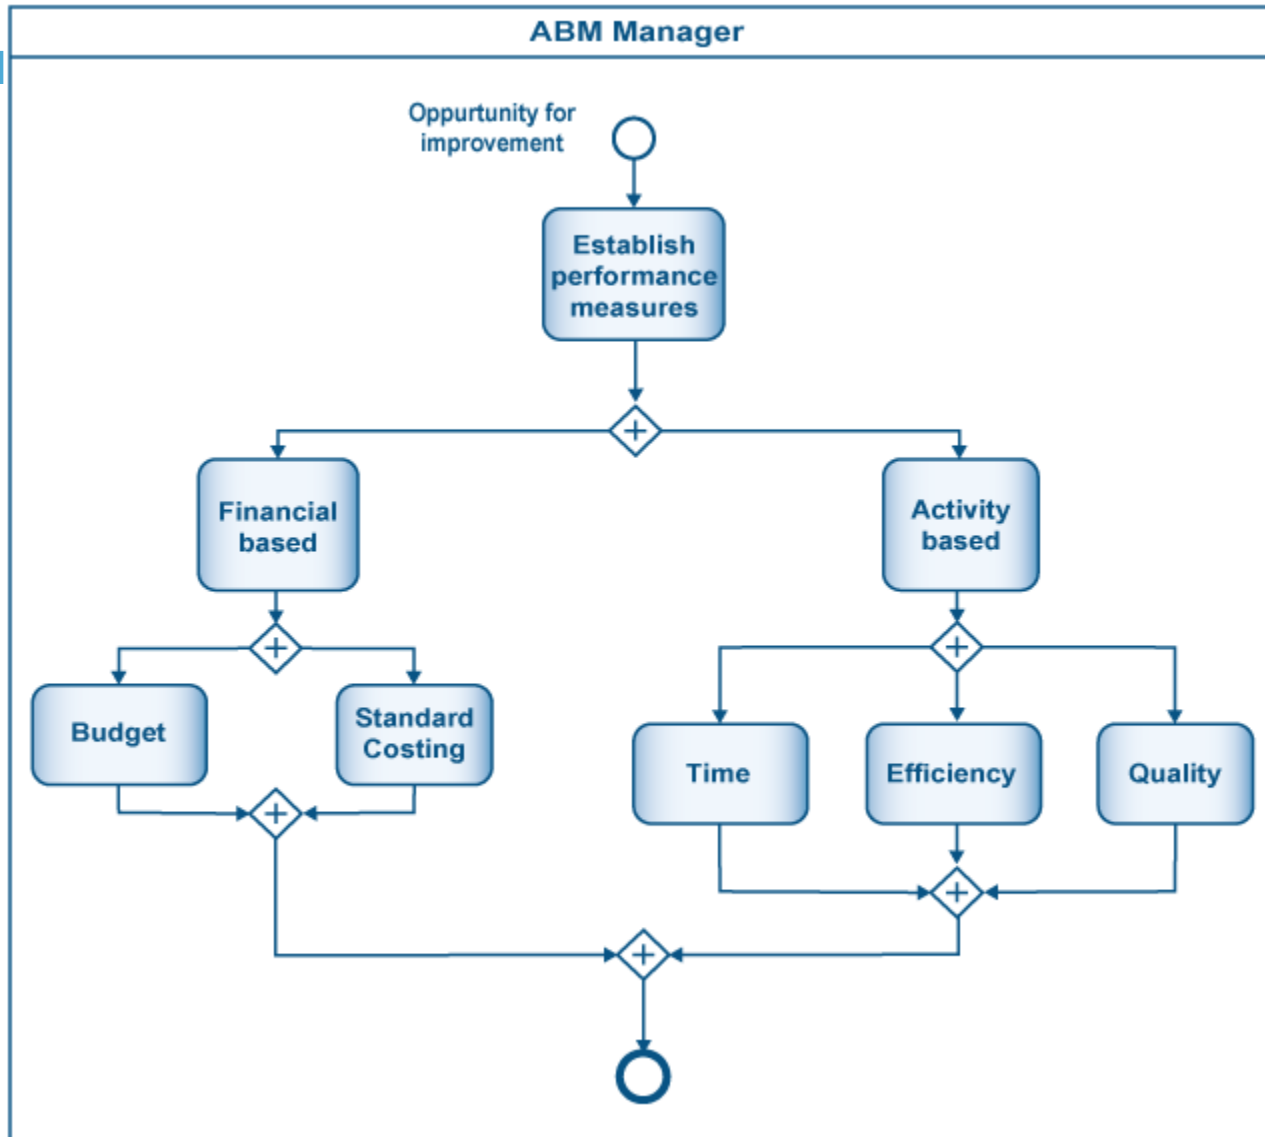 ABM Manager
Oppurtunity for
improvement
Establish
performance
measures
Financial
based
Activity
based
Budget
Standard
Costing
Time
Efficiency
Quality